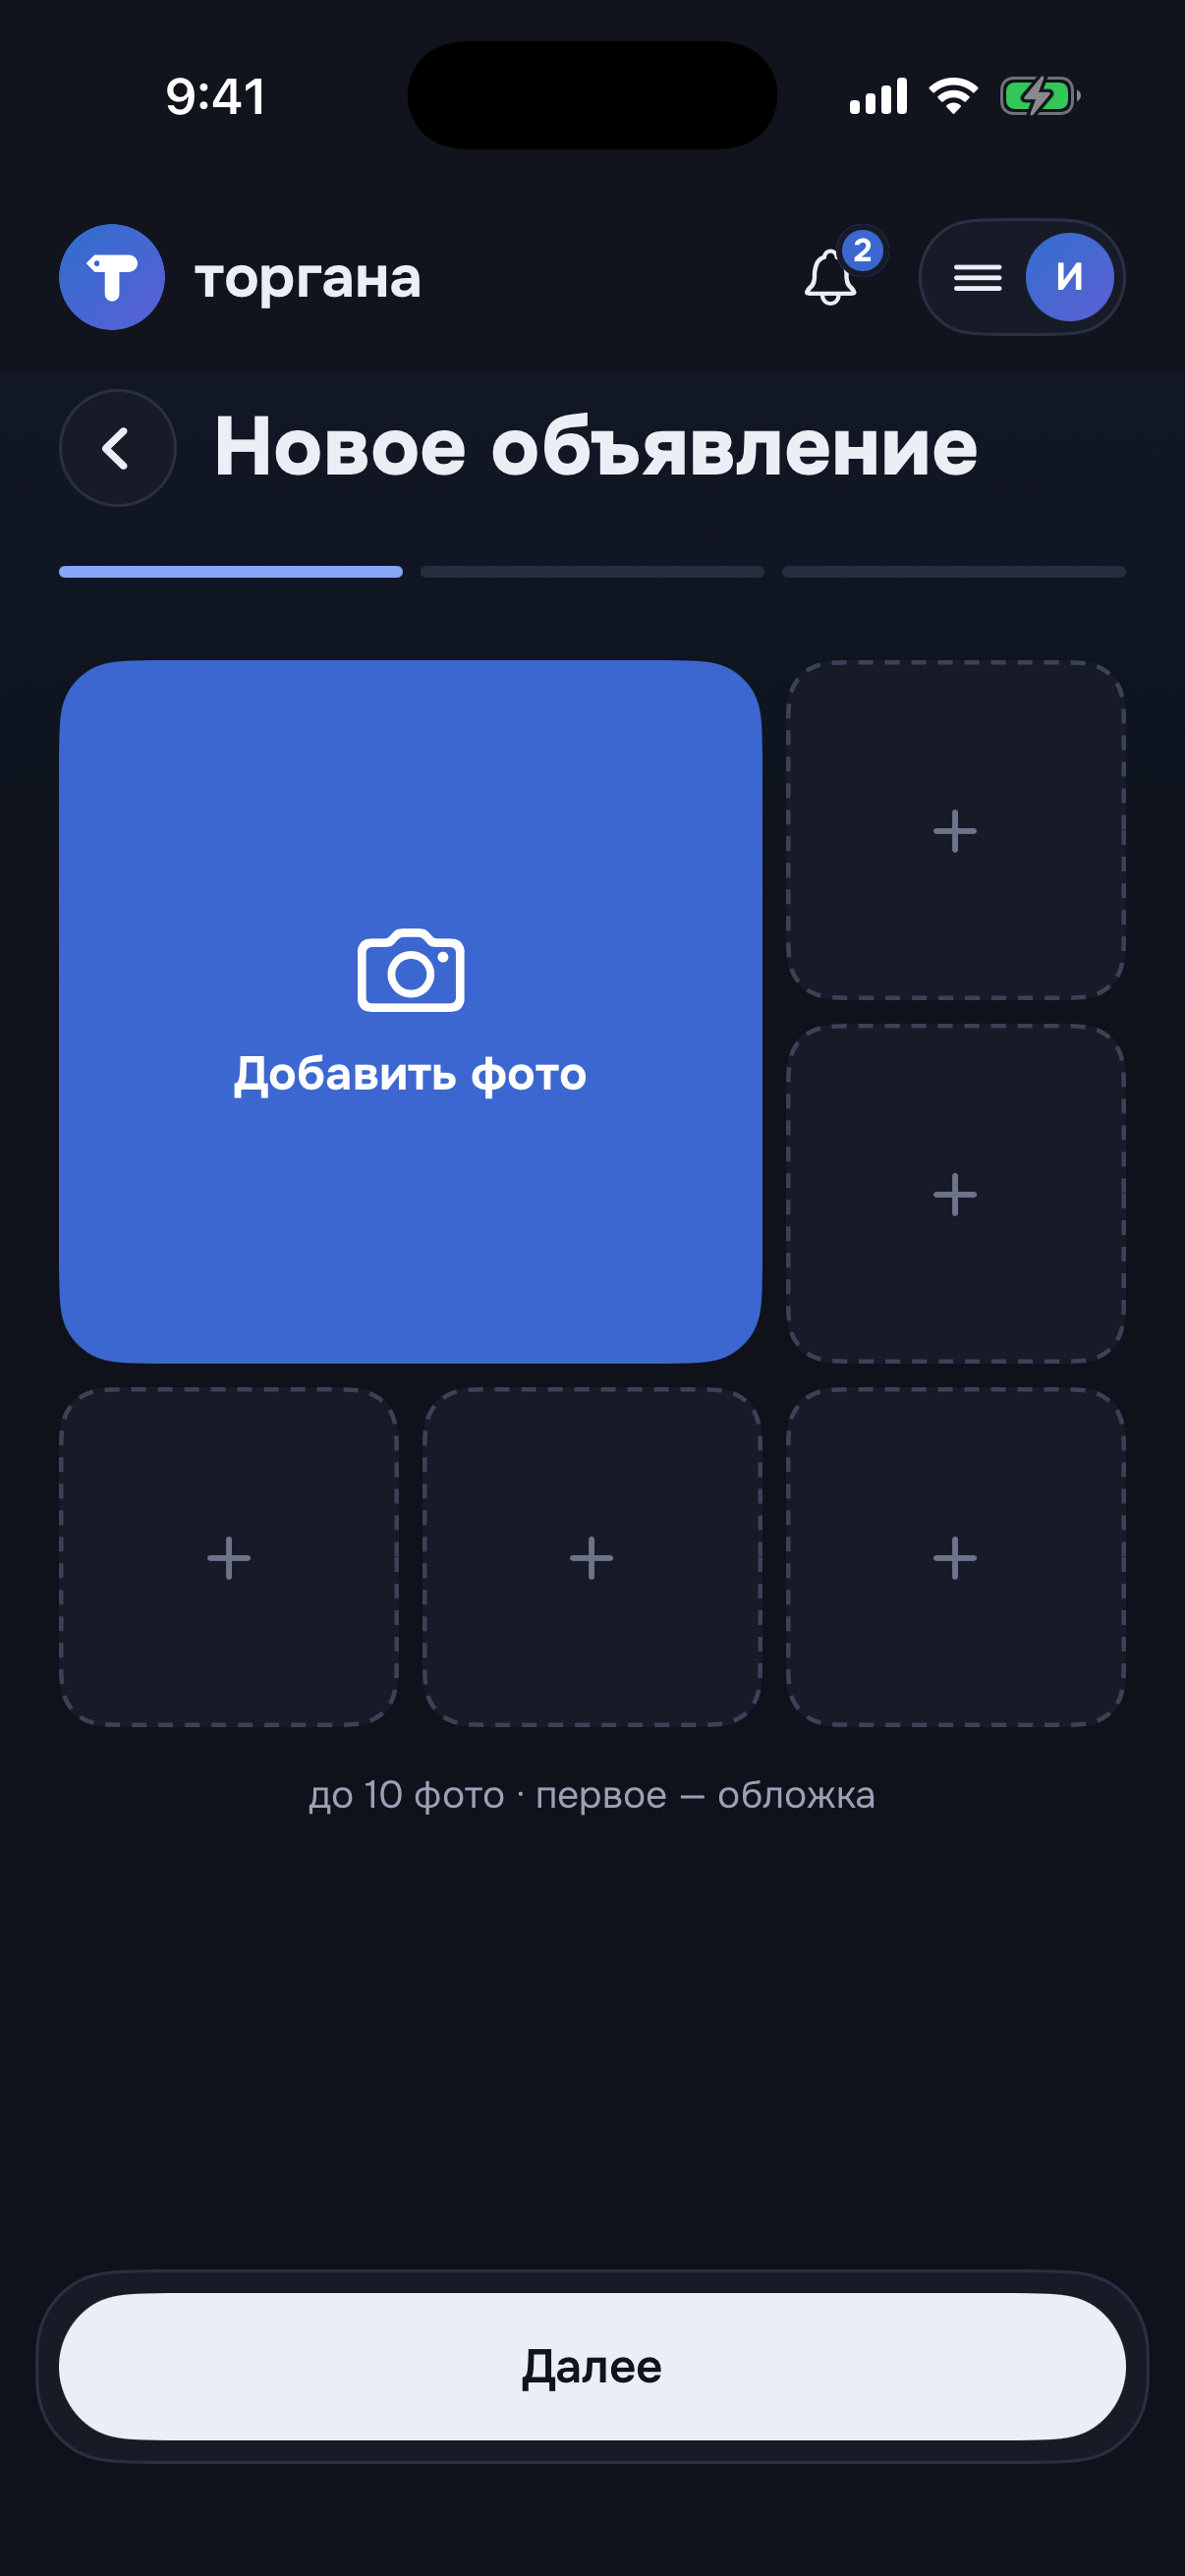 9:41
торгана
2
И
Новое объявление
Добавить фото
до 10 фото · первое — обложка
Далее